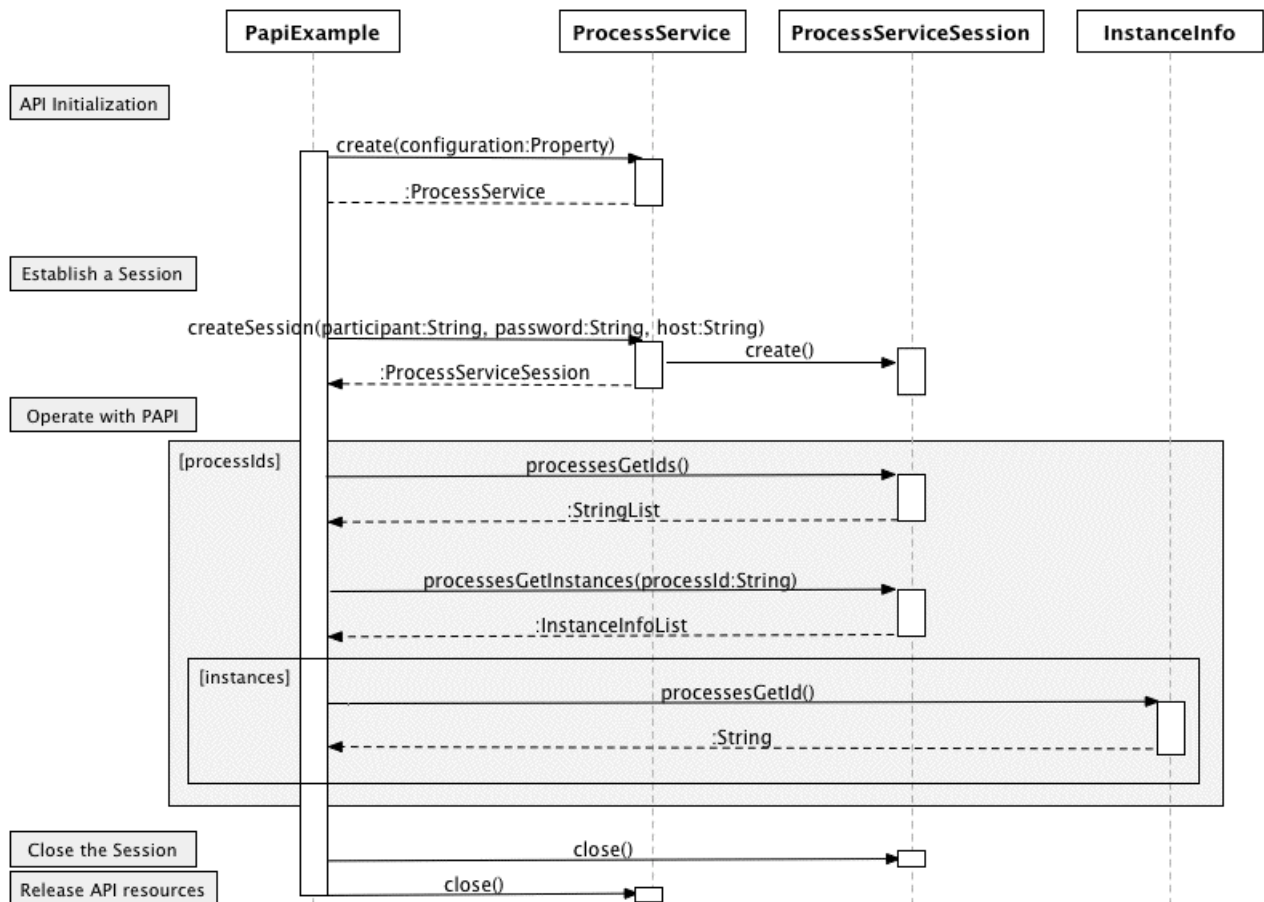 PapiExample
ProcessService
ProcessServiceSession
InstanceInfo
API Initialization
create(configuration:Property)
:ProcessService
Establish a Session
createSession(participant:String, password:String, host:String)
create()
:ProcessServiceSession
Operate with PAPI
[processIds]
processesGetIds()
:StringList
processesGetInstances(processId:String)
:InstanceInfoList
[instances]
processesGetId()
:String
Close the Session
close()
Release API resources
close()